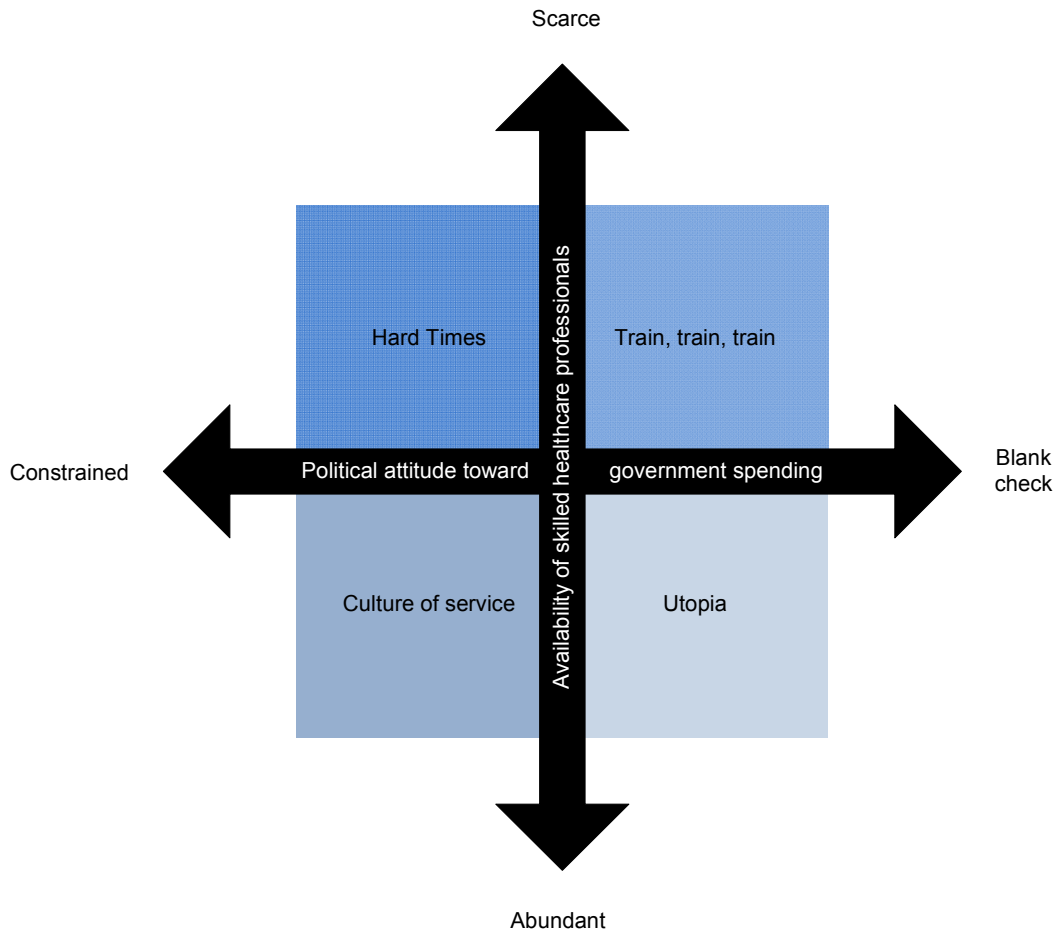 Scarce
Availability of skilled healthcare professionals
Hard Times
Train, train, train
Constrained
Political attitude toward government spending
Blank
check
Culture of service
Utopia
Abundant